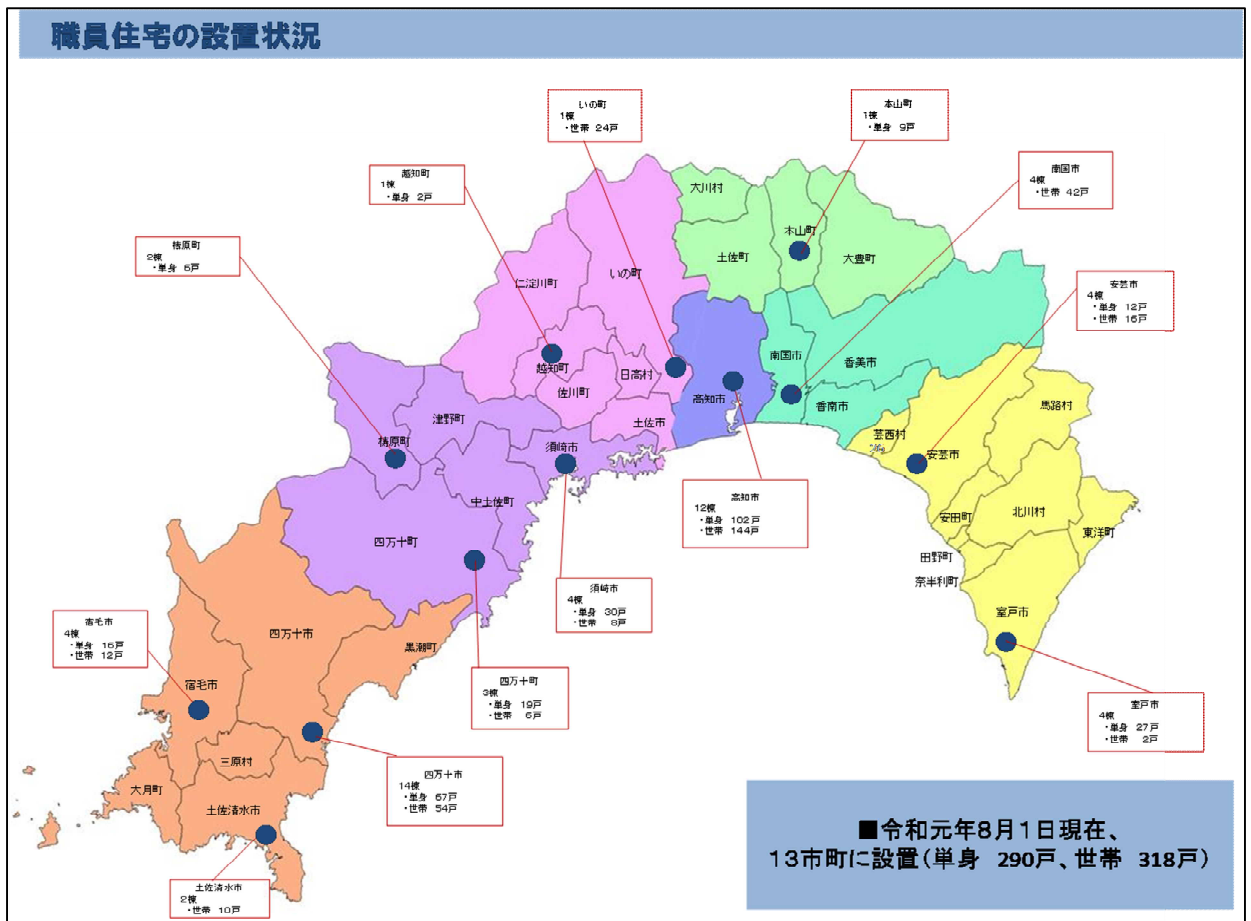 職員住宅の設置状況
いの町
1棟
・世帯 24戸
本山町
1棟
・単身 9戸
南国市
4棟
・世帯 42戸
越知町
1棟
・単身 2戸
梼原町
2棟
・単身 6戸
安芸市
4棟
・単身 12戸
・世帯 16戸
高知市
12棟
・単身 102戸
・世帯 144戸
須崎市
4棟
・単身 30戸
・世帯 8戸
宿毛市
4棟
・単身 16戸
・世帯 12戸
四万十町
3棟
・単身 19戸
・世帯 6戸
室戸市
4棟
・単身 27戸
・世帯 2戸
四万十市
14棟
・単身 67戸
・世帯 54戸
土佐清水市
2棟
・世帯 10戸
大川村
本山町
土佐町
大豊町
いの町
仁淀川町
越知町
佐川町
日高村
土佐市
高知市
南国市
香美市
香南市
馬路村
芸西村
安芸市
安田町
北川村
東洋町
田野町
奈半利町
室戸市
津野町
梼原町
須崎市
中土佐町
四万十町
四万十市
黒潮町
宿毛市
三原村
大月町
土佐清水市
■令和元年8月1日現在、
13市町に設置(単身 290戸、世帯 318戸)